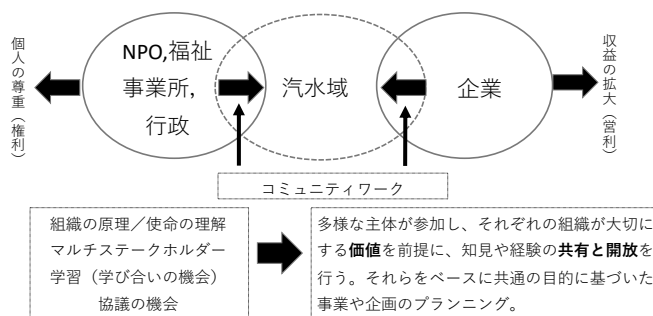 個人の尊重（権利）
NPO,福祉
事業所,
行政
汽水域
企業
収益の拡大（営利）
コミュニティワーク
組織の原理／使命の理解
マルチステークホルダー
学習（学び合いの機会）
協議の機会
多様な主体が参加し、それぞれの組織が大切に
する価値を前提に、知見や経験の共有と開放を
行う。それらをベースに共通の目的に基づいた
事業や企画のプランニング。